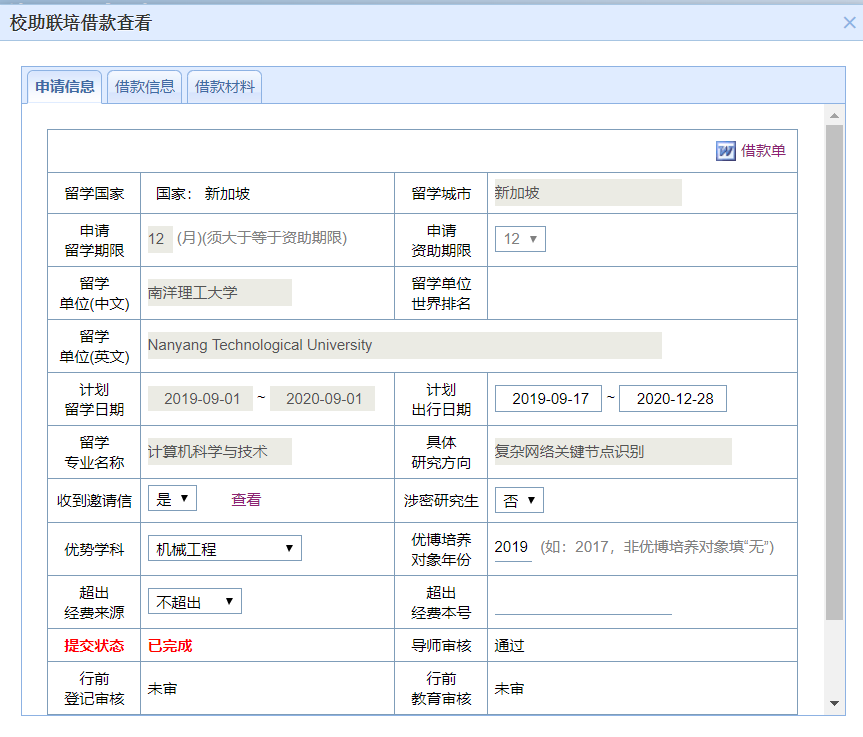 校助联培借款查看
申请信息 借款信息 借款材料
借款单
留学国家 国家： 新加坡 留学城市 新加坡
申请
留学期限 12 (月)(须大于等于资助期限) 申请
资助期限 12
留学
单位(中文) 南洋理工大学 留学单位
世界排名
留学
单位(英文) Nanyang Technological University
计划
留学日期 2019-09-01 ~ 2020-09-01 计划
出行日期 2019-09-17 ~ 2020-12-28
留学
专业名称 计算机科学与技术 具体
研究方向 复杂网络关键节点识别
收到邀请信 是 查看 涉密研究生 否
优势学科 机械工程 优博培养
对象年份 2019 (如：2017，非优博培养对象填“无”)
超出
经费来源 不超出 超出
经费本号
提交状态 已完成 导师审核 通过
行前
登记审核 未审 行前
教育审核 未审